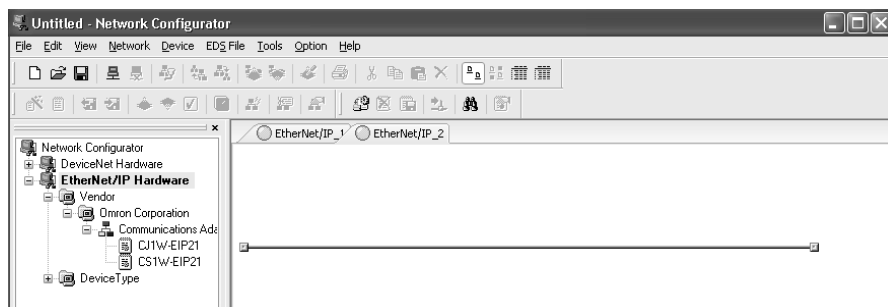 Untitled - Network Configurator
File Edit View Network Device EDS File Tools Option Help
EtherNet/IP_1 EtherNet/IP_2
Network Configurator
DeviceNet Hardware
EtherNet/IP Hardware
Vendor
Omron Corporation
Communications Ada
CJ1W-EIP21
CS1W-EIP21
DeviceType